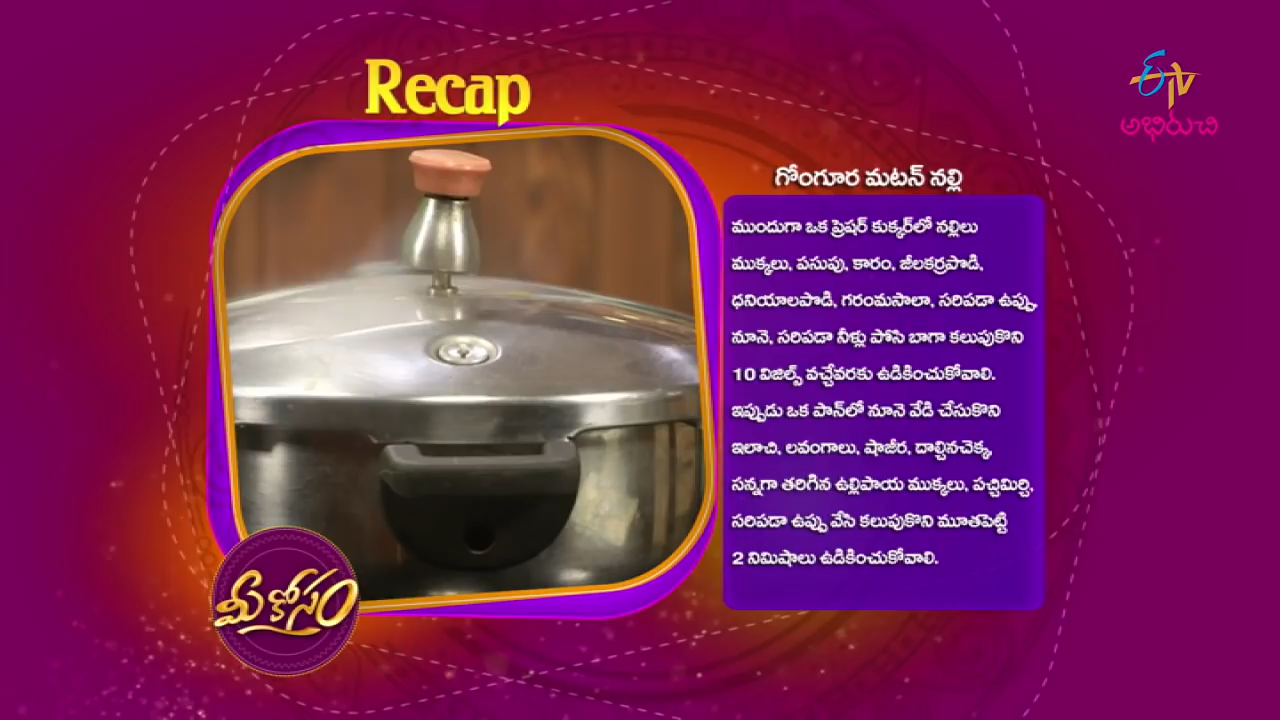 Recap
ETV
అభిరుచి
గోంగూర మటన్ నల్లి
ముందుగా ఒక ప్రెషర్ కుక్కర్‌లో నల్లిలు
ముక్కలు, పసుపు, కారం, జీలకర్రపొడి,
ధనియాలపొడి, గరంమసాలా, సరిపడా ఉప్పు,
నూనె, సరిపడా నీళ్లు పోసి బాగా కలుపుకొని
10 విజిల్స్ వచ్చేవరకు ఉడికించుకోవాలి.
ఇప్పుడు ఒక పాన్‌లో నూనె వేడి చేసుకొని
ఇలాచి, లవంగాలు, షాజీర, దాల్చినచెక్క,
సన్నగా తరిగిన ఉల్లిపాయ ముక్కలు, పచ్చిమిర్చి,
సరిపడా ఉప్పు వేసి కలుపుకొని మూతపెట్టి
2 నిమిషాలు ఉడికించుకోవాలి.
మీ కోసం